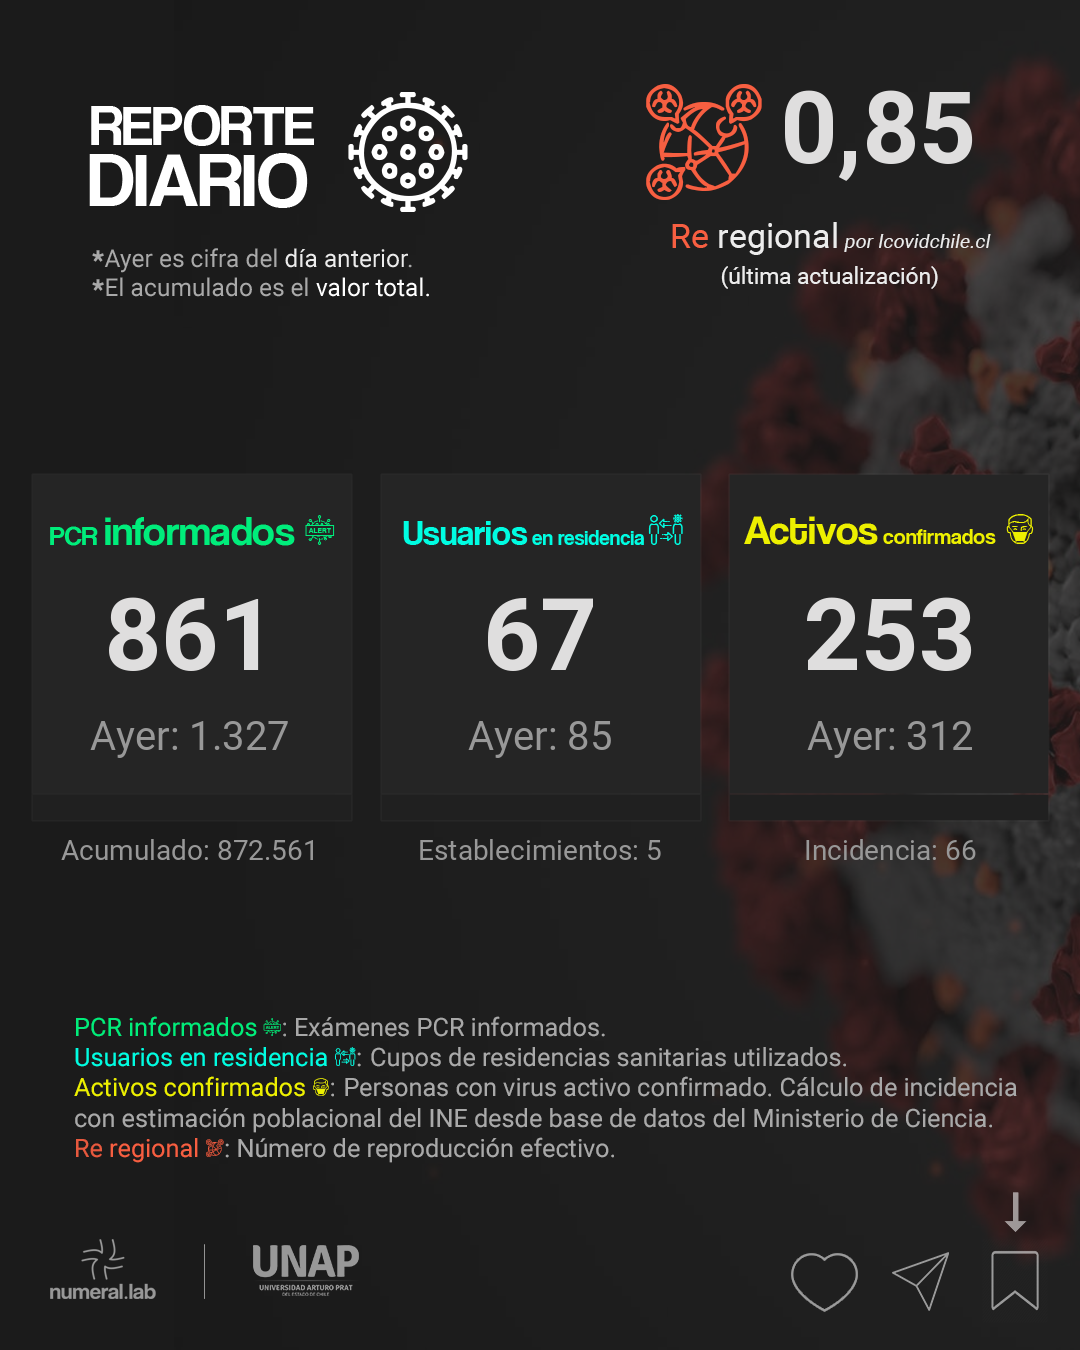 REPORTE
DIARIO
*Ayer es cifra del día anterior.
*El acumulado es el valor total.
0,85
Re regional por Icovidchile.cl
(última actualización)
PCR informados
ALERT
861
Ayer: 1.327
Acumulado: 872.561
Usuarios en residencia
67
Ayer: 85
Establecimientos: 5
Activos confirmados
253
Ayer: 312
Incidencia: 66
PCR informados : Exámenes PCR informados.
Usuarios en residencia : Cupos de residencias sanitarias utilizados.
Activos confirmados : Personas con virus activo confirmado. Cálculo de incidencia
con estimación poblacional del INE desde base de datos del Ministerio de Ciencia.
Re regional : Número de reproducción efectivo.
numeral.lab
UNAP
UNIVERSIDAD ARTURO PRAT
DEL ESTADO DE CHILE